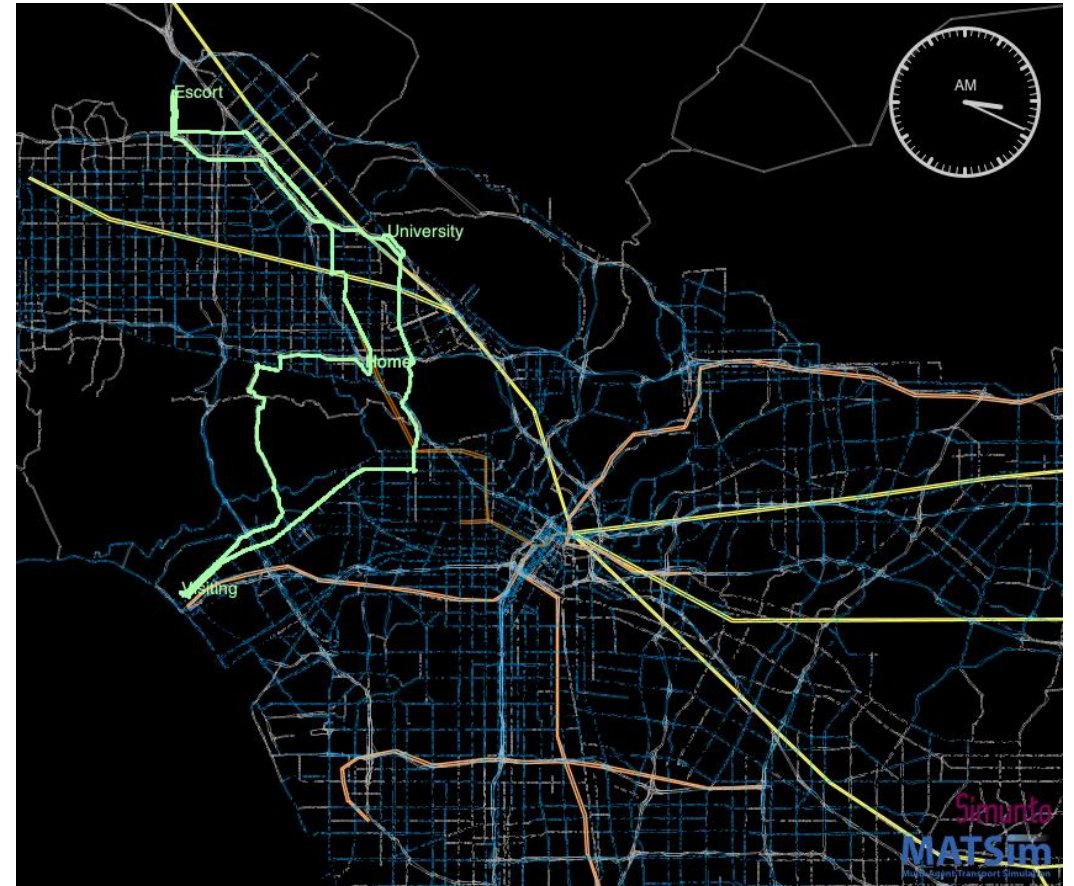 AM
Escort
University
Home
Visiting
Simunto
MATSim
Multi-Agent Transport Simulation